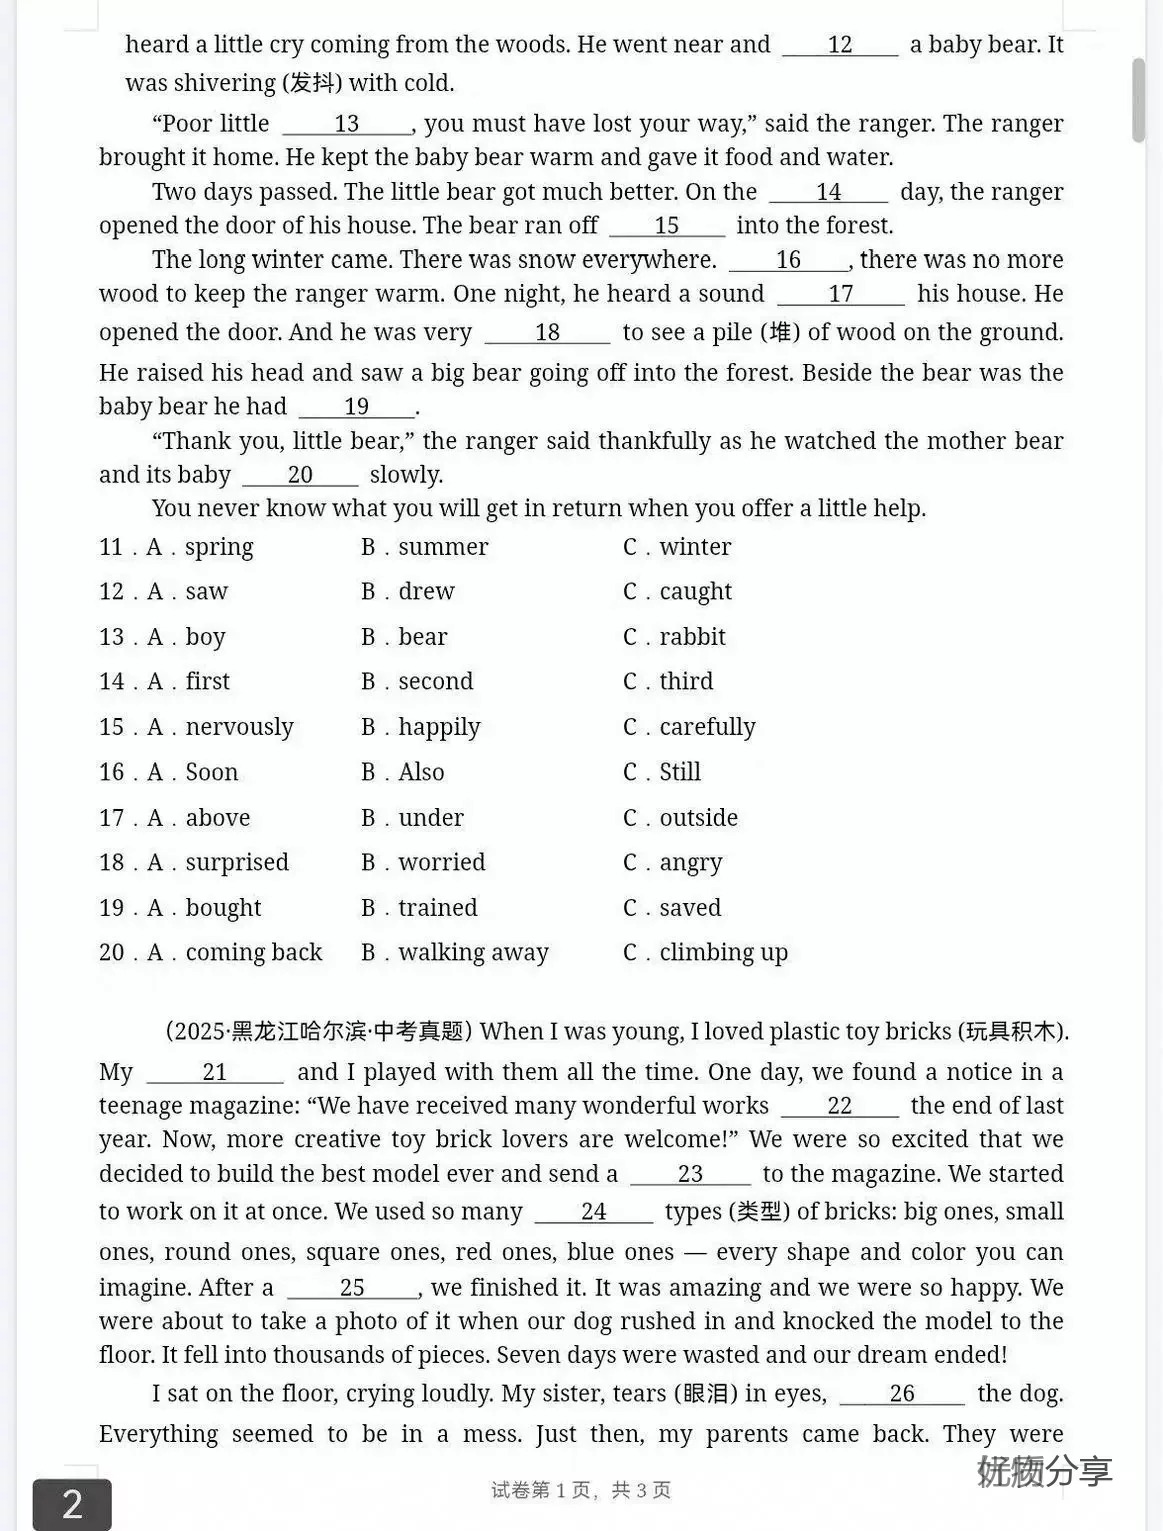 heard a little cry coming from the woods. He went near and 12 a baby bear. It
was shivering (发抖) with cold.
“Poor little 13, you must have lost your way,” said the ranger. The ranger
brought it home. He kept the baby bear warm and gave it food and water.
Two days passed. The little bear got much better. On the 14 day, the ranger
opened the door of his house. The bear ran off 15 into the forest.
The long winter came. There was snow everywhere. 16, there was no more
wood to keep the ranger warm. One night, he heard a sound 17 his house. He
opened the door. And he was very 18 to see a pile (堆) of wood on the ground.
He raised his head and saw a big bear going off into the forest. Beside the bear was the
baby bear he had 19.
“Thank you, little bear,” the ranger said thankfully as he watched the mother bear
and its baby 20 slowly.
You never know what you will get in return when you offer a little help.
11．A．spring B．summer C．winter
12．A．saw B．drew C．caught
13．A．boy B．bear C．rabbit
14．A．first B．second C．third
15．A．nervously B．happily C．carefully
16．A．Soon B．Also C．Still
17．A．above B．under C．outside
18．A．surprised B．worried C．angry
19．A．bought B．trained C．saved
20．A．coming back B．walking away C．climbing up
（2025·黑龙江哈尔滨·中考真题）When I was young, I loved plastic toy bricks (玩具积木).
My 21 and I played with them all the time. One day, we found a notice in a
teenage magazine: “We have received many wonderful works 22 the end of last
year. Now, more creative toy brick lovers are welcome!” We were so excited that we
decided to build the best model ever and send a 23 to the magazine. We started
to work on it at once. We used so many 24 types (类型) of bricks: big ones, small
ones, round ones, square ones, red ones, blue ones — every shape and color you can
imagine. After a 25, we finished it. It was amazing and we were so happy. We
were about to take a photo of it when our dog rushed in and knocked the model to the
floor. It fell into thousands of pieces. Seven days were wasted and our dream ended!
I sat on the floor, crying loudly. My sister, tears (眼泪) in eyes, 26 the dog.
Everything seemed to be in a mess. Just then, my parents came back. They were
试卷第 1 页，共 3 页
分享
2